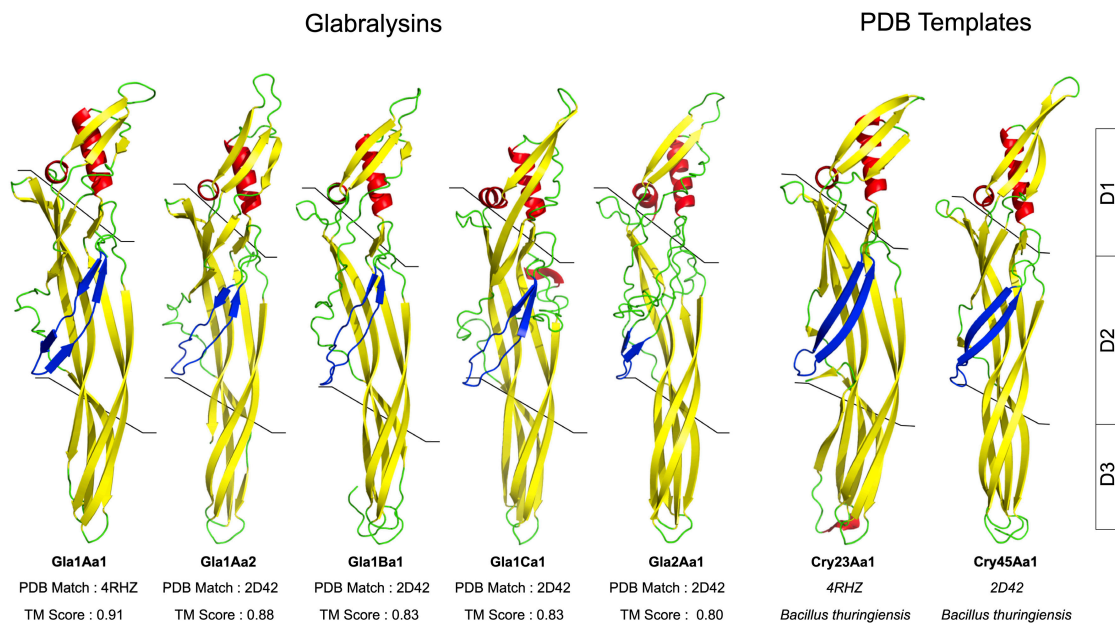 Glabralysins
PDB Templates
D1
D2
D3
Gla1Aa1
PDB Match : 4RHZ
TM Score : 0.91
Gla1Aa2
PDB Match : 2D42
TM Score : 0.88
Gla1Ba1
PDB Match : 2D42
TM Score : 0.83
Gla1Ca1
PDB Match : 2D42
TM Score : 0.83
Gla2Aa1
PDB Match : 2D42
TM Score : 0.80
Cry23Aa1
4RHZ
Bacillus thuringiensis
Cry45Aa1
2D42
Bacillus thuringiensis